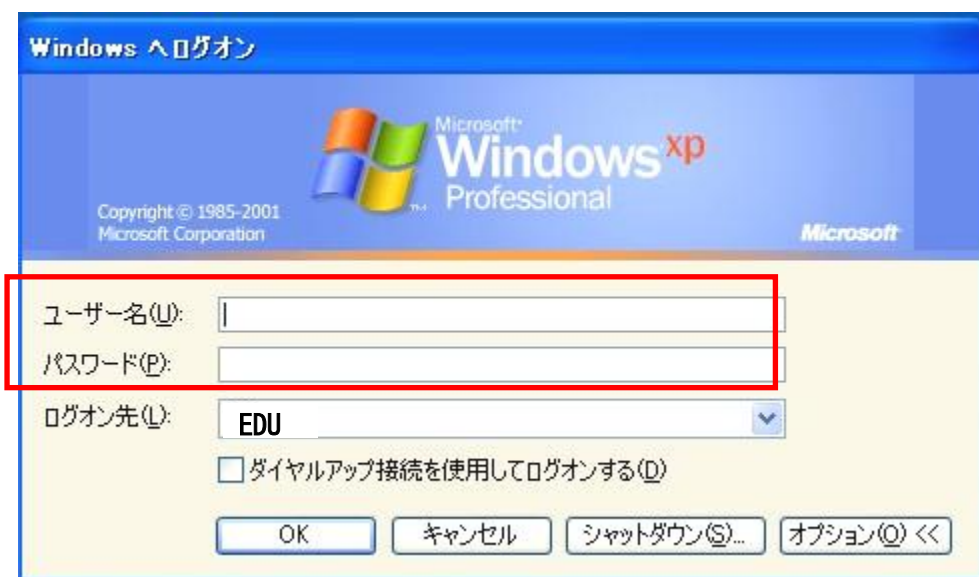 Windows へログオン
Microsoft
Windows xp
Professional
Copyright © 1985-2001
Microsoft Corporation
Microsoft
ユーザー名(U):
パスワード(P):
ログオン先(L):
EDU
ダイヤルアップ接続を使用してログオンする(D)
OK キャンセル シャットダウン(S)... オプション(O) <<